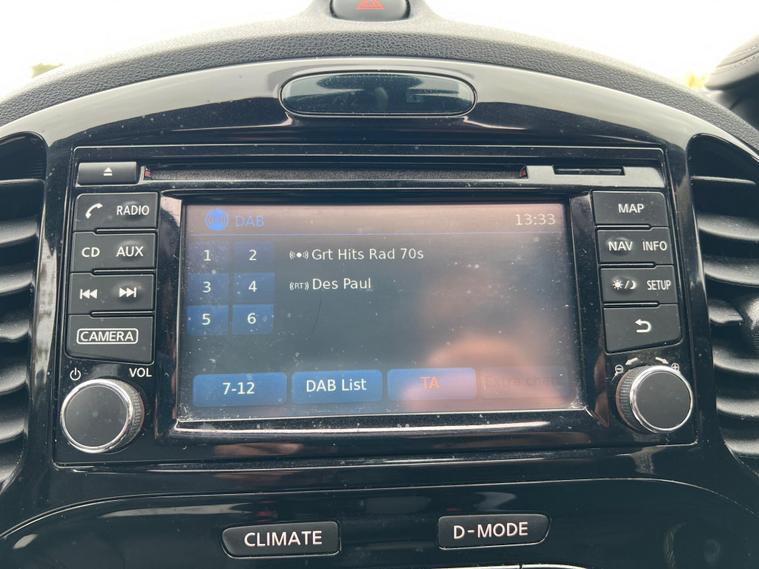 RADIO
CD AUX
CAMERA
VOL
DAB 13:33
1 2
((●)) Grt Hits Rad 70s
3 4
((RT)) Des Paul
5 6
7-12 DAB List TA
MAP
NAV INFO
SETUP
CLIMATE D-MODE